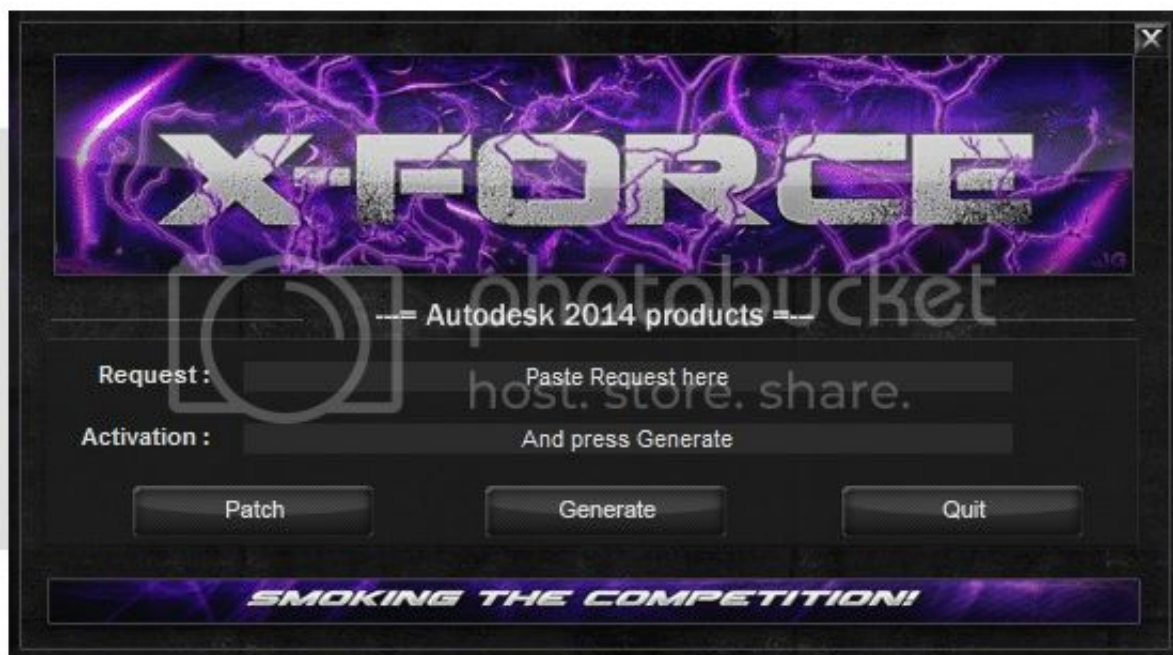 X
X-FORCE
JG
photobucket
---= Autodesk 2014 products =---
Request :
Paste Request here
host. store. share.
Activation :
And press Generate
Patch
Generate
Quit
SMOKING THE COMPETITION!